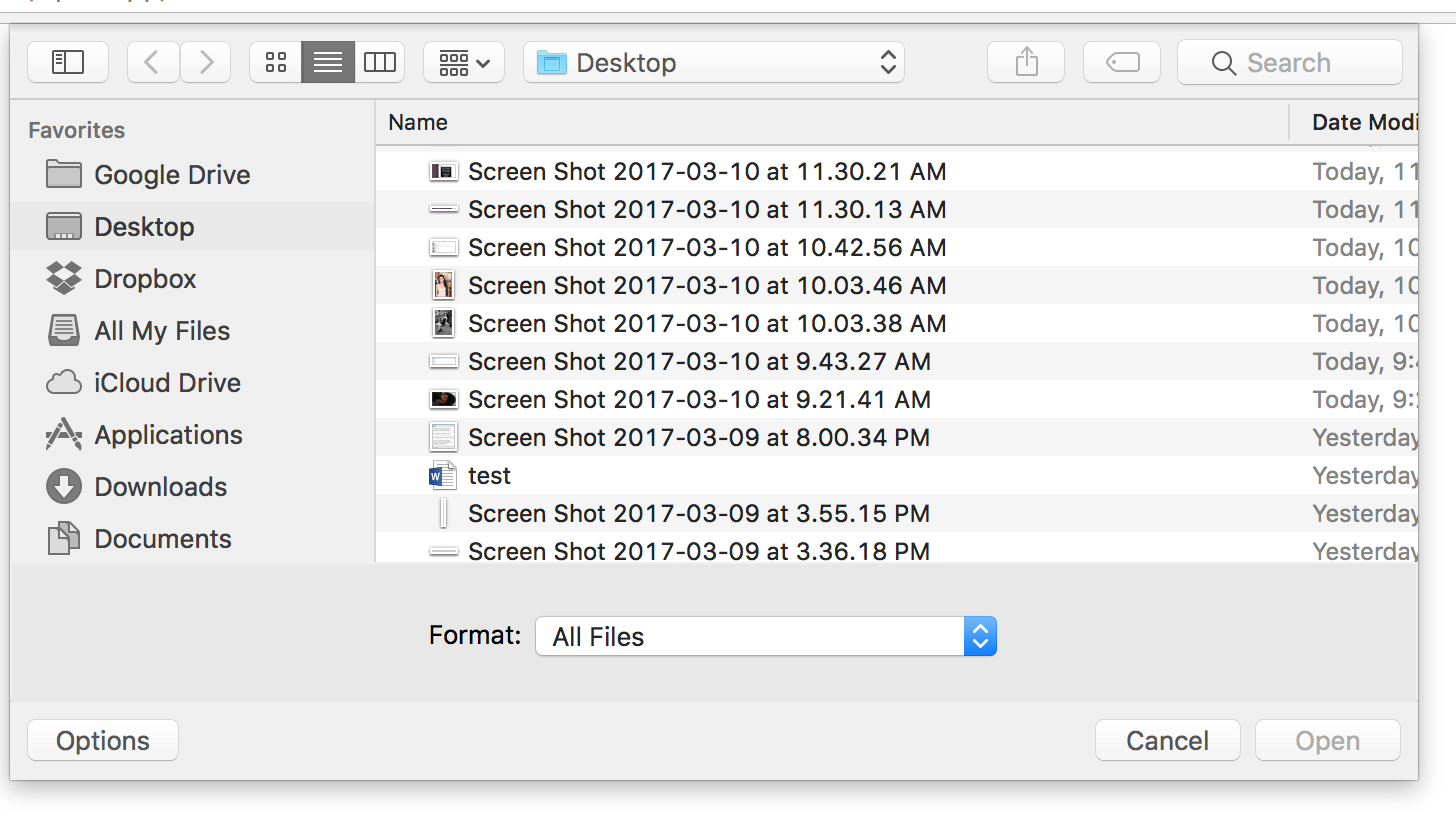 Desktop
Search
Favorites
Google Drive
Desktop
Dropbox
All My Files
iCloud Drive
Applications
Downloads
Documents
Name
Date Modi
Screen Shot 2017-03-10 at 11.30.21 AM
Today, 11
Screen Shot 2017-03-10 at 11.30.13 AM
Today, 11
Screen Shot 2017-03-10 at 10.42.56 AM
Today, 10
Screen Shot 2017-03-10 at 10.03.46 AM
Today, 10
Screen Shot 2017-03-10 at 10.03.38 AM
Today, 10
Screen Shot 2017-03-10 at 9.43.27 AM
Today, 9:4
Screen Shot 2017-03-10 at 9.21.41 AM
Today, 9:2
Screen Shot 2017-03-09 at 8.00.34 PM
Yesterday
W
test
Yesterday
Screen Shot 2017-03-09 at 3.55.15 PM
Yesterday
Screen Shot 2017-03-09 at 3.36.18 PM
Yesterday
Format:
All Files
Options
Cancel
Open